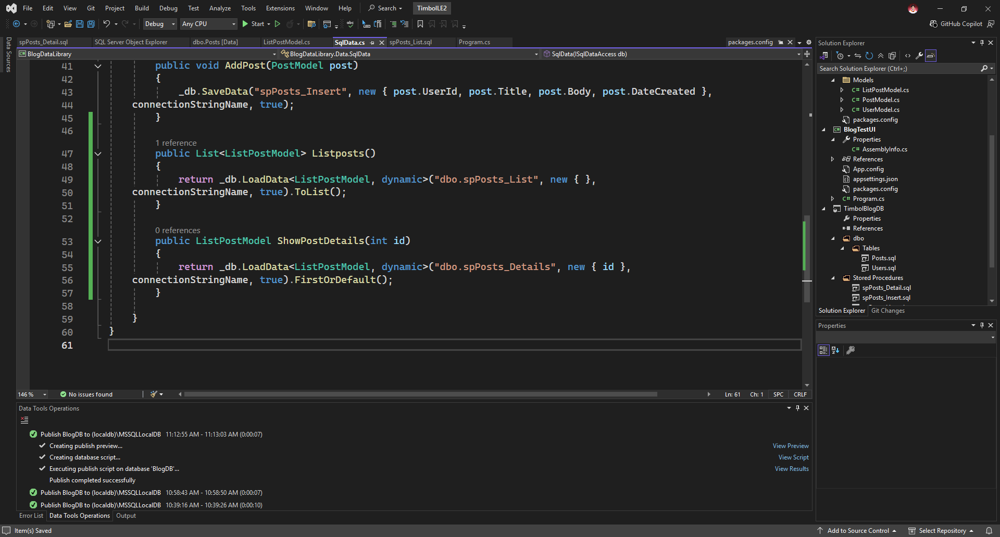 File Edit View Git Project Build Debug Test Analyze Tools Extensions Window Help Search TimbolLE2
Debug Any CPU Start GitHub Copilot
Data Sources
spPosts_Detail.sql SQL Server Object Explorer dbo.Posts [Data] ListPostModel.cs SqlData.cs spPosts_List.sql Program.cs packages.config
BlogDataLibrary BlogDataLibrary.Data.SqlData SqlData(ISqlDataAccess db)
41 public void AddPost(PostModel post)
42 {
43 _db.SaveData("spPosts_Insert", new { post.UserId, post.Title, post.Body, post.DateCreated },
44 connectionStringName, true);
45 }
46
1 reference
47 public List<ListPostModel> Listposts()
48 {
49 return _db.LoadData<ListPostModel, dynamic>("dbo.spPosts_List", new { },
50 connectionStringName, true).ToList();
51 }
52
0 references
53 public ListPostModel ShowPostDetails(int id)
54 {
55 return _db.LoadData<ListPostModel, dynamic>("dbo.spPosts_Details", new { id },
56 connectionStringName, true).FirstOrDefault();
57 }
58
59 }
60 }
61
146 % No issues found Ln: 61 Ch: 1 SPC CRLF
Data Tools Operations
Publish BlogDB to (localdb)\MSSQLLocalDB 11:12:55 AM - 11:13:03 AM (0:00:07)
Creating publish preview... View Preview
Creating database script... View Script
Executing publish script on database 'BlogDB'... View Results
Publish completed successfully
Publish BlogDB to (localdb)\MSSQLLocalDB 10:58:43 AM - 10:58:50 AM (0:00:07)
Publish BlogDB to (localdb)\MSSQLLocalDB 10:39:16 AM - 10:39:26 AM (0:00:10)
Error List Data Tools Operations Output
Solution Explorer
Search Solution Explorer (Ctrl+;)
Models
C# ListPostModel.cs
C# PostModel.cs
C# UserModel.cs
packages.config
C# BlogTestUI
Properties
C# AssemblyInfo.cs
References
App.config
appsettings.json
packages.config
C# Program.cs
TimbolBlogDB
Properties
References
dbo
Tables
Posts.sql
Users.sql
Stored Procedures
spPosts_Detail.sql
spPosts_Insert.sql
Solution Explorer Git Changes
Properties
Item(s) Saved Add to Source Control Select Repository